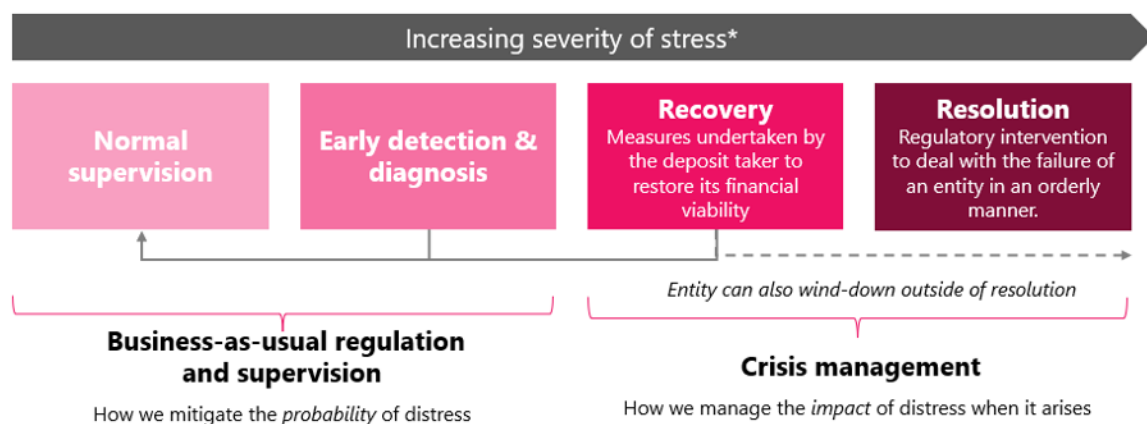 Increasing severity of stress*
Normal
supervision
Early detection &
diagnosis
Recovery
Measures undertaken by
the deposit taker to
restore its financial
viability
Resolution
Regulatory intervention
to deal with the failure of
an entity in an orderly
manner.
Entity can also wind-down outside of resolution
Business-as-usual regulation
and supervision
How we mitigate the probability of distress
Crisis management
How we manage the impact of distress when it arises